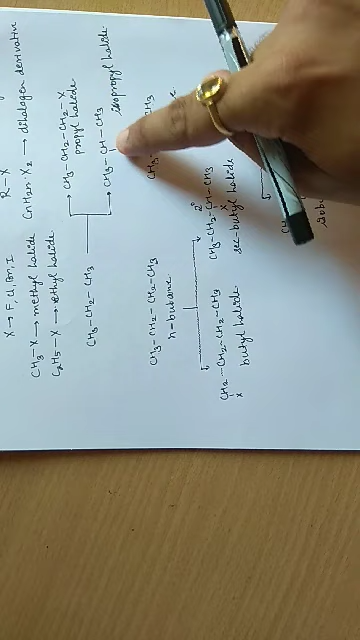 X → F, Cl, Br, I
R – X
CH3 – X → methyl halide
CnH2n X2 → dihalogen derivative
C2H5 – X → ethyl halide
CH3 – CH2 – CH2 – X
propyl halide
CH3 – CH2 – CH3
CH3 – CH – CH3
isopropyl halide
CH3 – CH2 – CH2 – CH3
n-butane
CH3
CH3 – CH2 – CH – CH3
2°
X
sec-butyl halide
CH2 – CH2 – CH2 – CH3
X
butyl halide